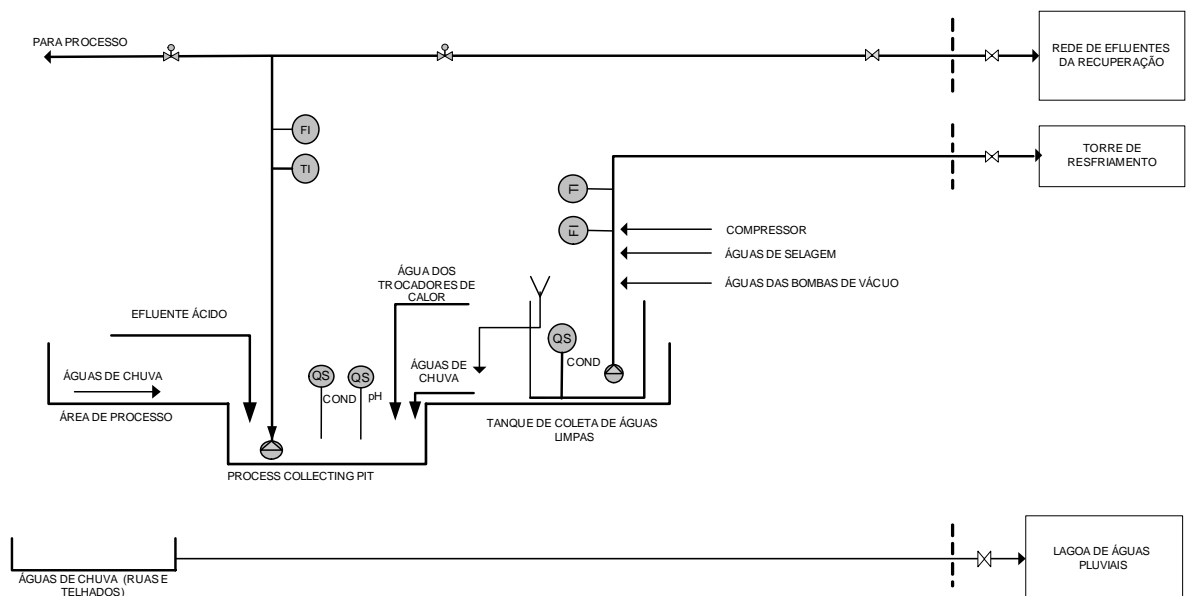 PARA PROCESSO
REDE DE EFLUENTES
DA RECUPERAÇÃO
FI
TI
TORRE DE
RESFRIAMENTO
TI
FI
COMPRESSOR
ÁGUAS DE SELAGEM
ÁGUAS DAS BOMBAS DE VÁCUO
ÁGUA DOS
TROCADORES DE
CALOR
EFLUENTE ÁCIDO
QS
COND
ÁGUAS DE
CHUVA
ÁGUAS DE CHUVA
QS
QS
COND
pH
ÁREA DE PROCESSO
TANQUE DE COLETA DE ÁGUAS
LIMPAS
PROCESS COLLECTING PIT
LAGOA DE ÁGUAS
PLUVIAIS
ÁGUAS DE CHUVA (RUAS E
TELHADOS)